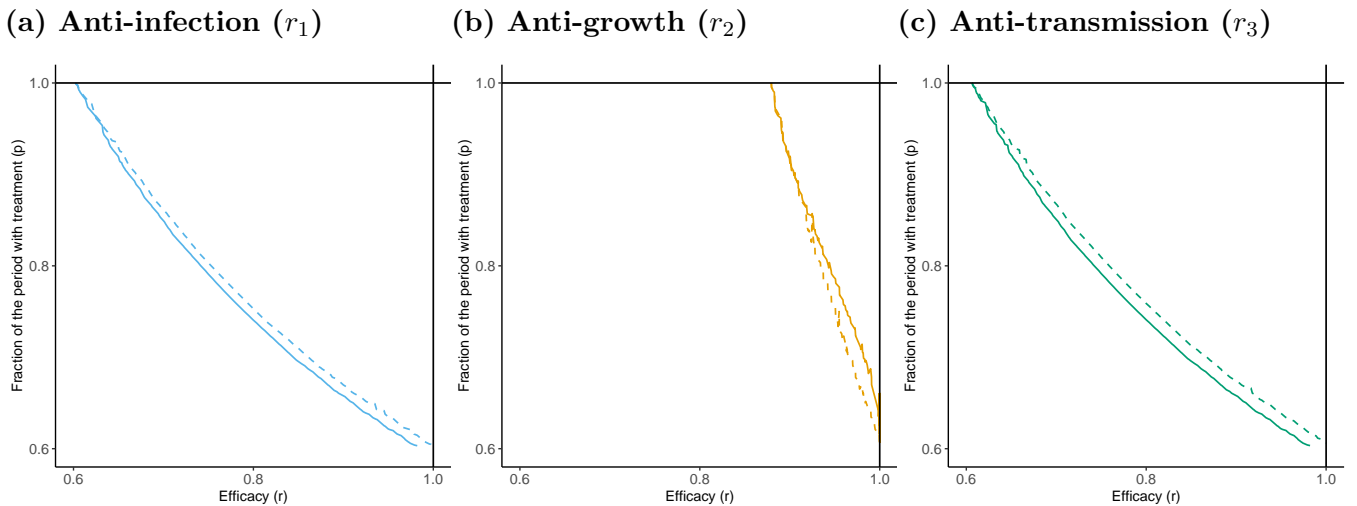 (a) Anti-infection (r₁)
(b) Anti-growth (r₂)
(c) Anti-transmission (r₃)
Fraction of the period with treatment (p)
1.0
0.8
0.6
0.6 0.8 1.0
Efficacy (r)
Fraction of the period with treatment (p)
1.0
0.8
0.6
0.6 0.8 1.0
Efficacy (r)
Fraction of the period with treatment (p)
1.0
0.8
0.6
0.6 0.8 1.0
Efficacy (r)